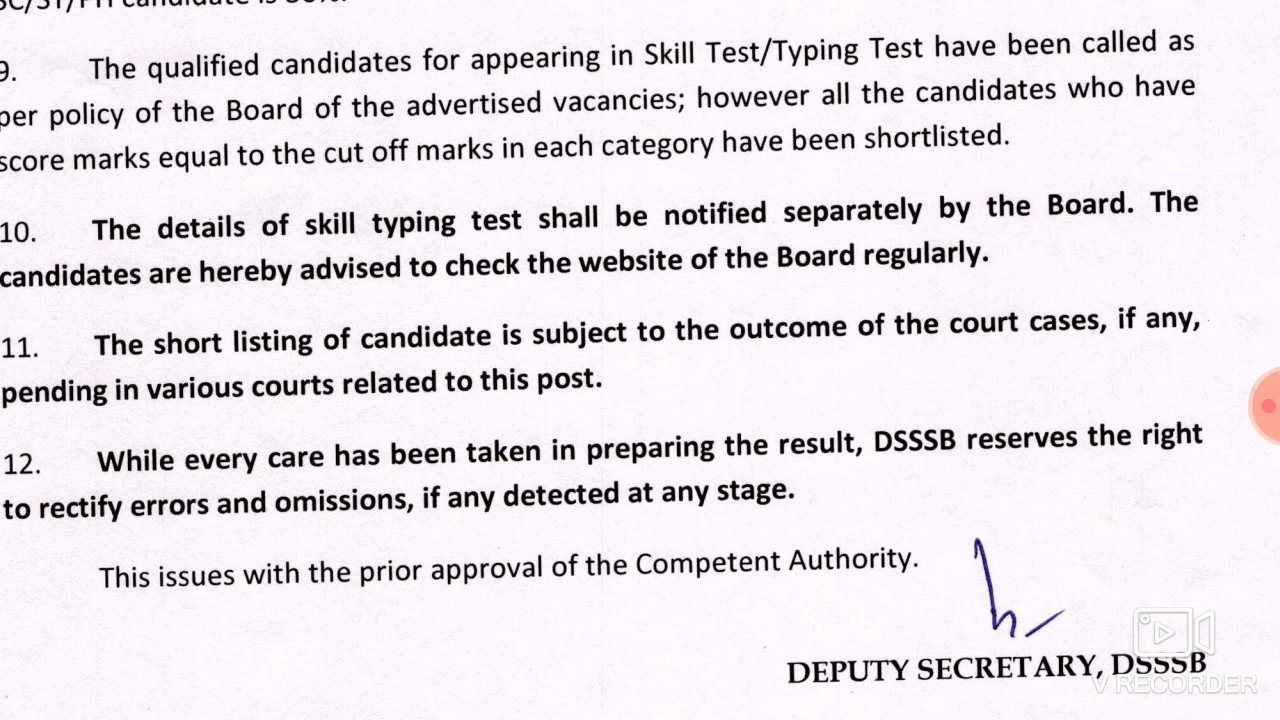 SC/ST/PH candidate is 30%.
9. The qualified candidates for appearing in Skill Test/Typing Test have been called as
per policy of the Board of the advertised vacancies; however all the candidates who have
score marks equal to the cut off marks in each category have been shortlisted.
10. The details of skill typing test shall be notified separately by the Board. The
candidates are hereby advised to check the website of the Board regularly.
11. The short listing of candidate is subject to the outcome of the court cases, if any,
pending in various courts related to this post.
12. While every care has been taken in preparing the result, DSSSB reserves the right
to rectify errors and omissions, if any detected at any stage.
This issues with the prior approval of the Competent Authority.
DEPUTY SECRETARY, DSSSB
V RECORDER